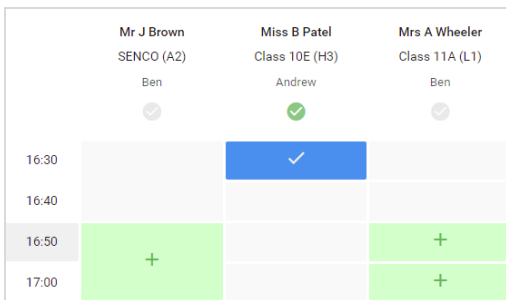 Mr J Brown Miss B Patel Mrs A Wheeler
SENCO (A2) Class 10E (H3) Class 11A (L1)
Ben Andrew Ben
16:30
16:40
16:50
17:00